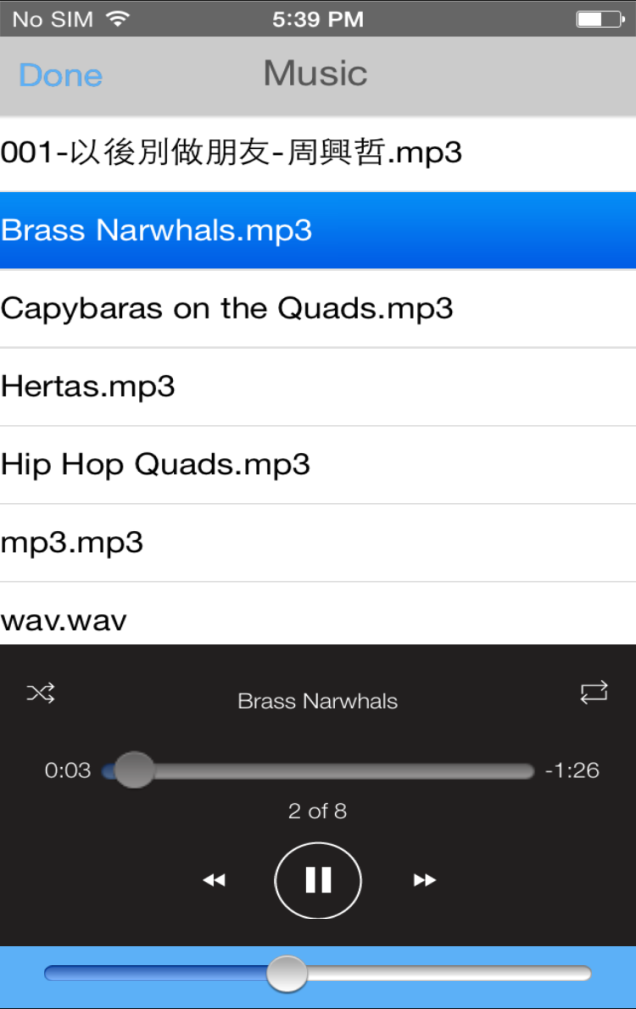 No SIM 5:39 PM
Done Music
001-以後別做朋友-周興哲.mp3
Brass Narwhals.mp3
Capybaras on the Quads.mp3
Hertas.mp3
Hip Hop Quads.mp3
mp3.mp3
wav.wav
Brass Narwhals
0:03 -1:26
2 of 8